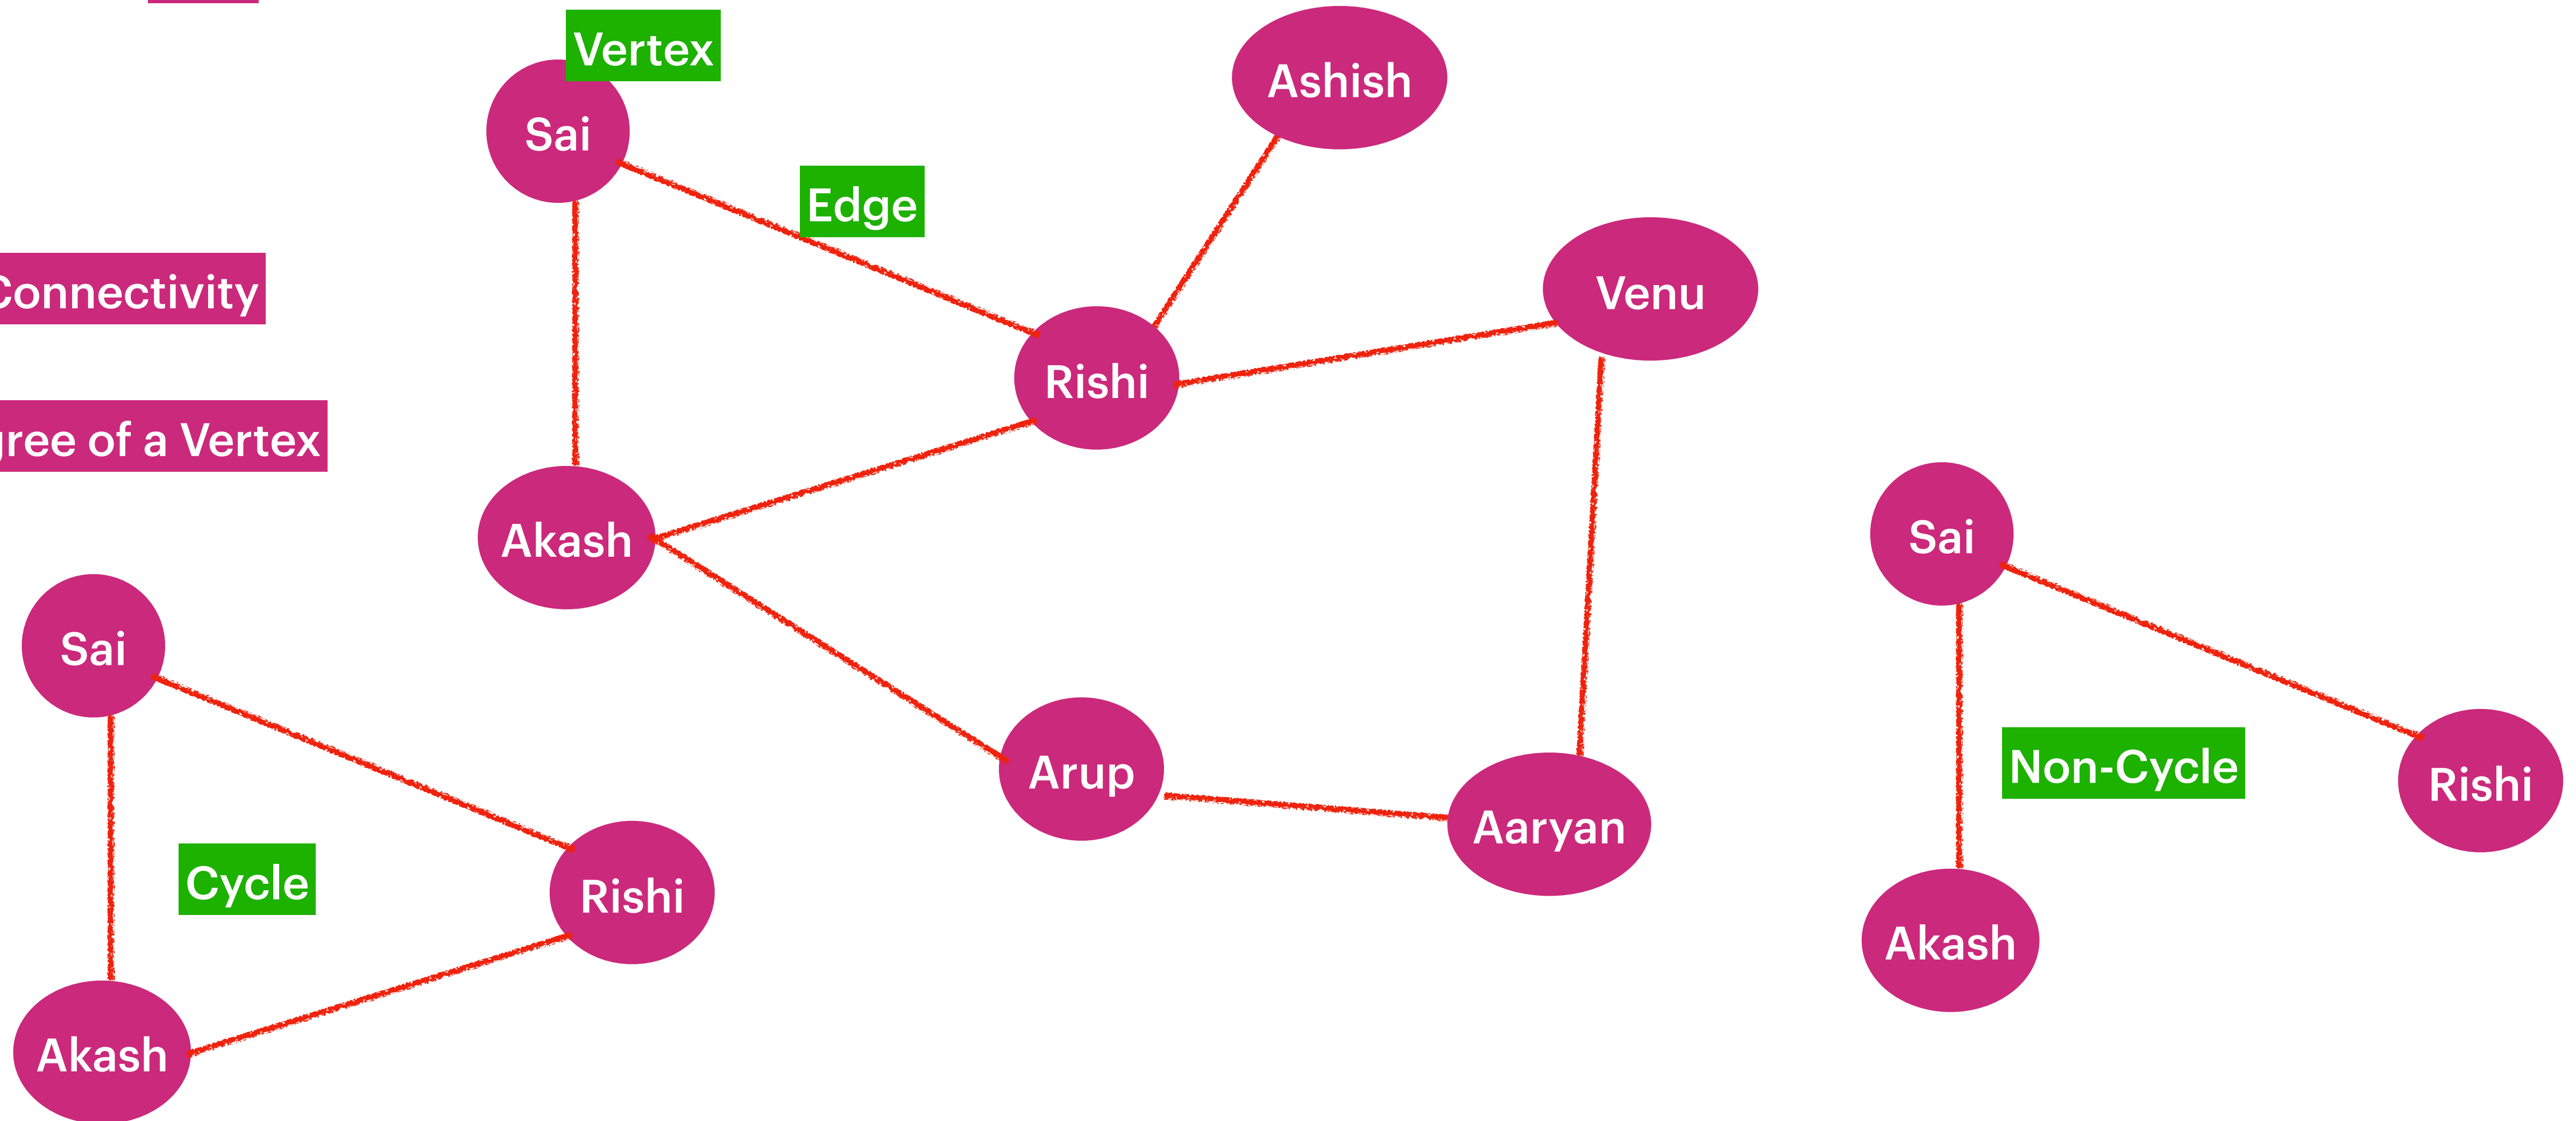 Vertex
Sai
Edge
Ashish
Connectivity
Venu
Rishi
gree of a Vertex
Akash
Sai
Rishi
Non-Cycle
Akash
Arup
Aaryan
Sai
Cycle
Rishi
Akash